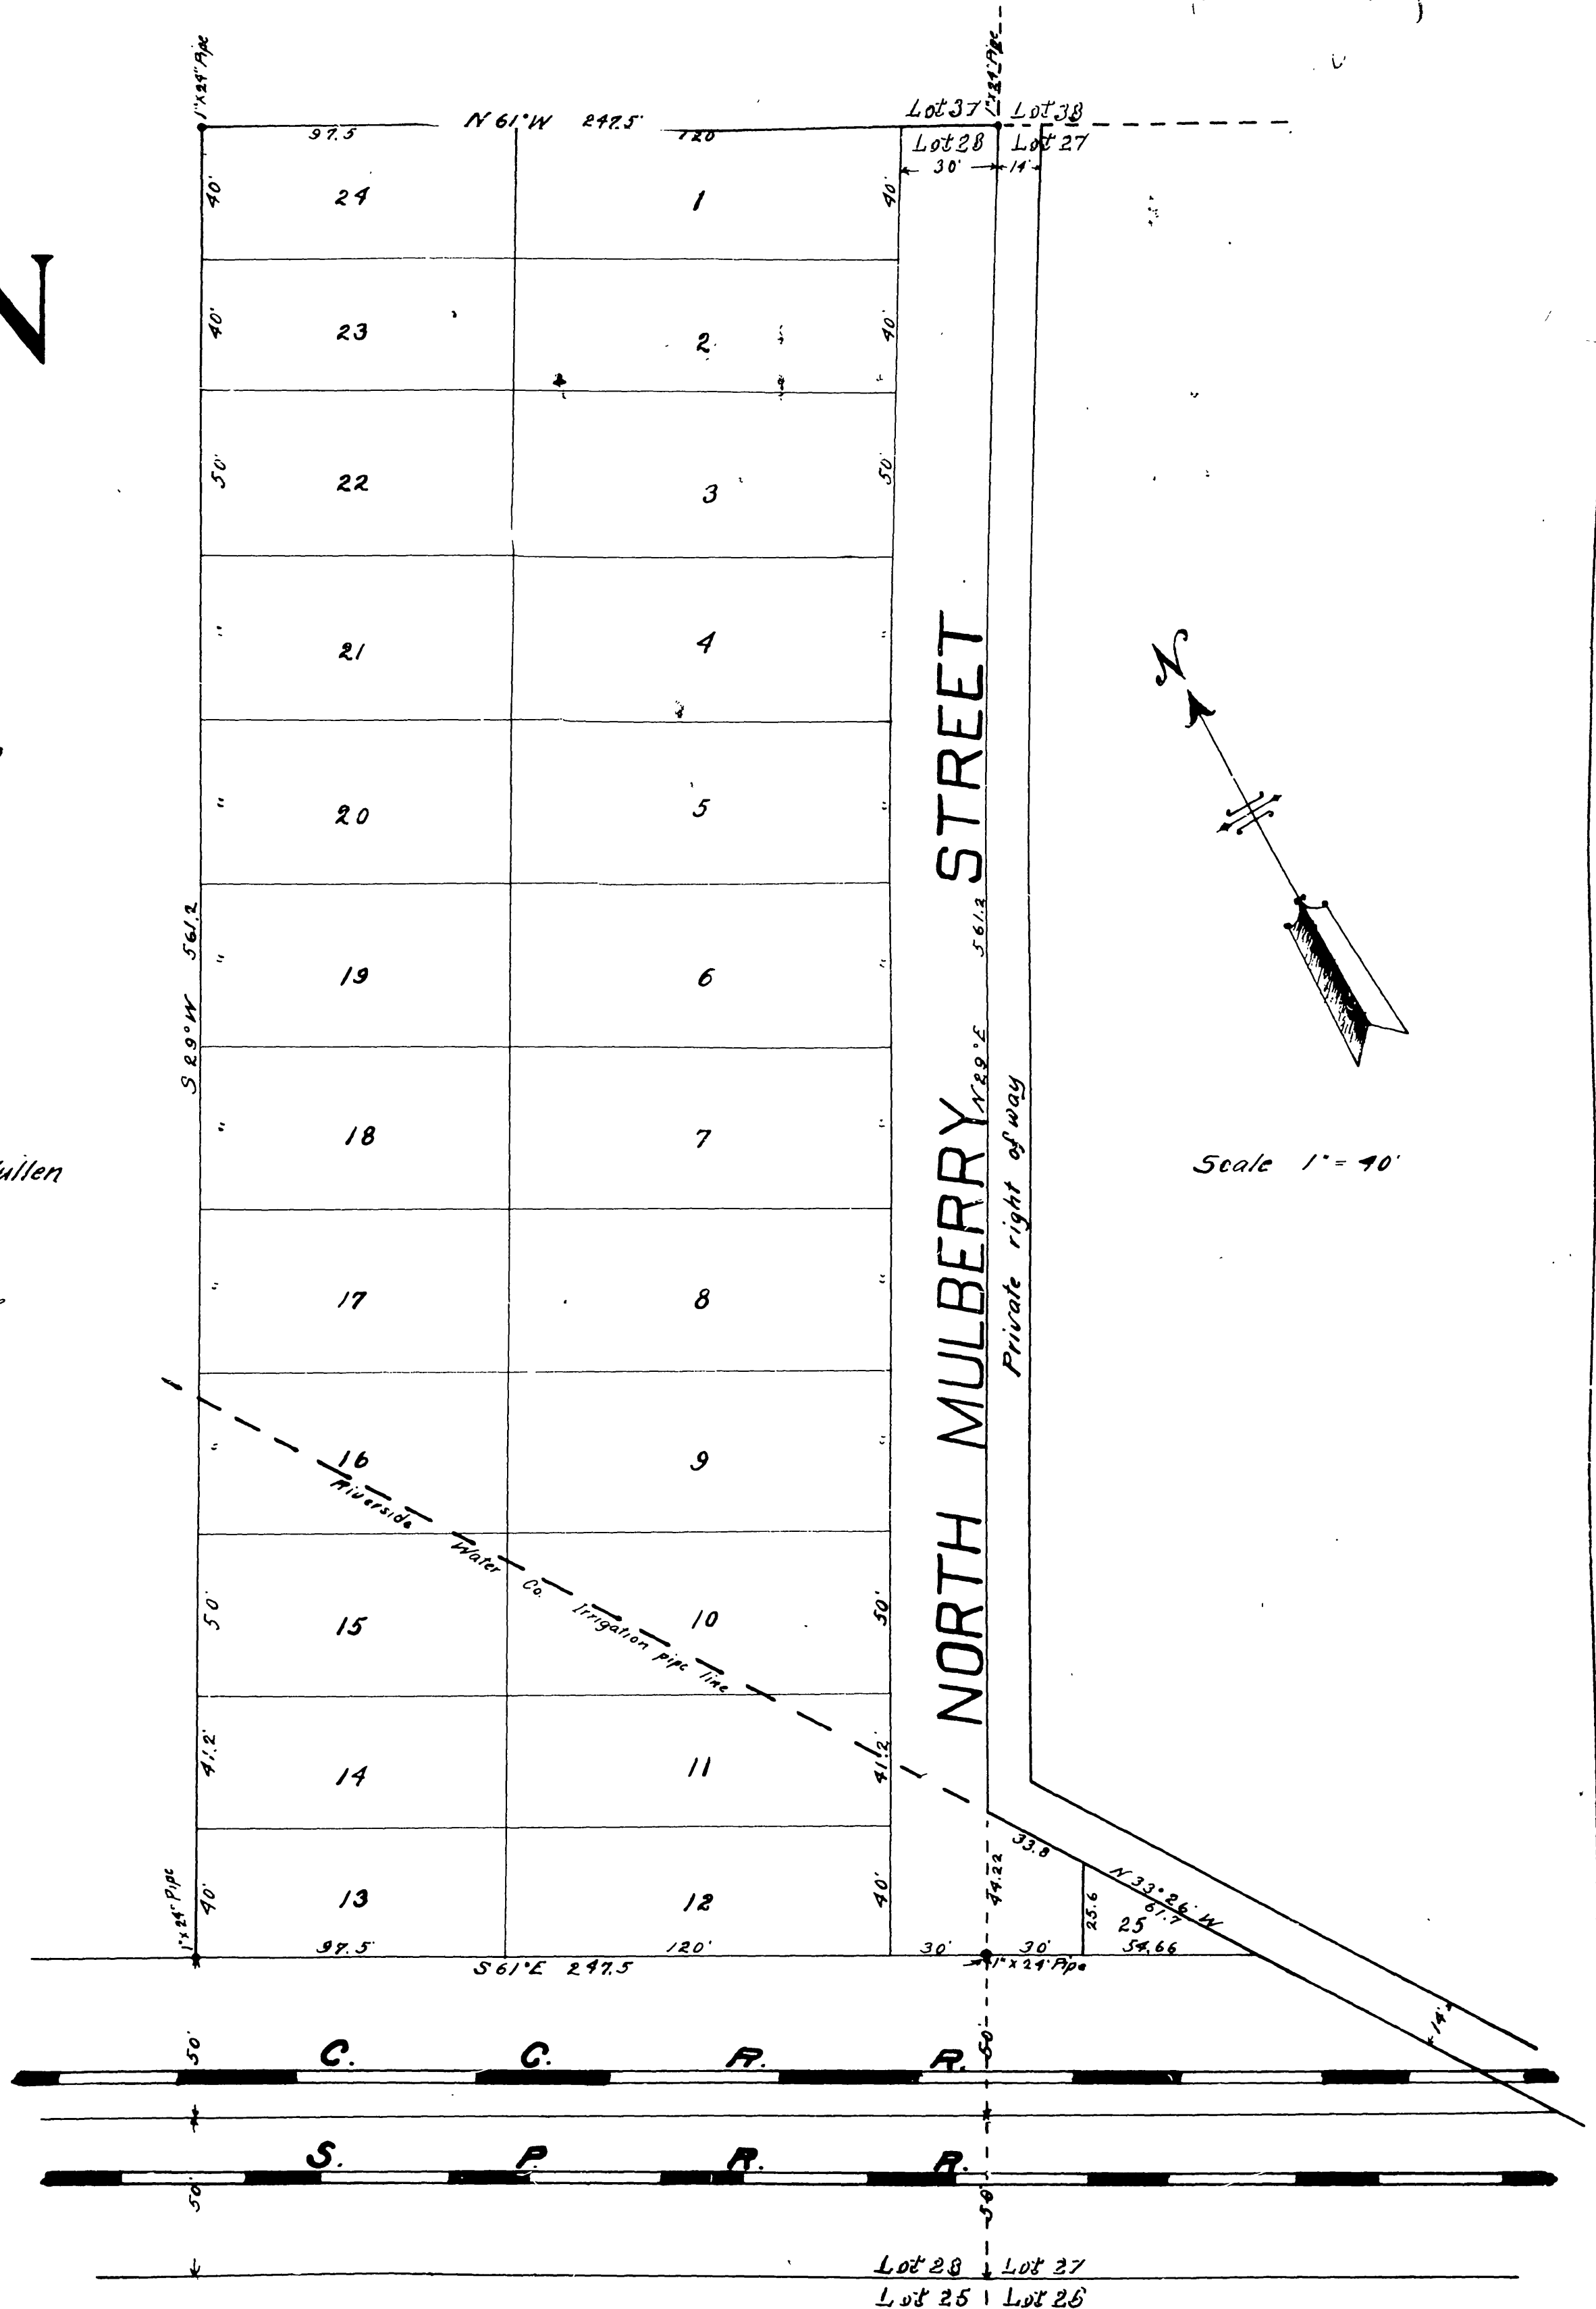 1"x24" Pipe
1"x24" Pipe
N 61°W 247.5'
97.5
120
Lot 37 Lot 38
Lot 28 Lot 27
30' 14'
40' 24 1 40'
N
40' 23 2 40'
50' 22 3 50'
" 21 4 "
N
" 20 5 "
S 29°W 561.2
" 19 6 "
" 18 7 "
" 17 8 "
" 16 9 "
50' 15 10 50'
41.2' 14 11 41.2'
40' 13 12 40'
NORTH MULBERRY STREET
N 29°E 561.2
Private right of way
Scale 1" = 40'
ullen
Riverside Water Co. Irrigation pipe line
33.8
44.22
N 33°26' W
61.7
25.6
25
54.66
1"x24" Pipe
97.5 120' 30' 30'
S 61°E 247.5
1"x24" Pipe
14'
50' 50'
C. C. R. R.
S. P. R. R.
50' 50'
Lot 28 Lot 27
Lot 25 Lot 26